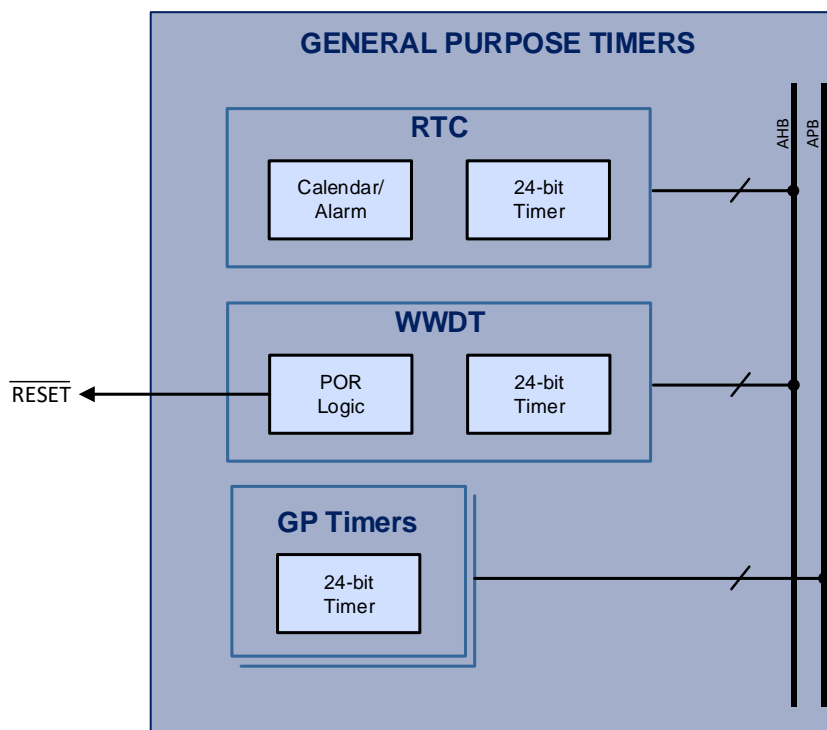 GENERAL PURPOSE TIMERS
AHB
APB
RTC
Calendar/
Alarm
24-bit
Timer
WWDT
RESET
POR
Logic
24-bit
Timer
GP Timers
24-bit
Timer